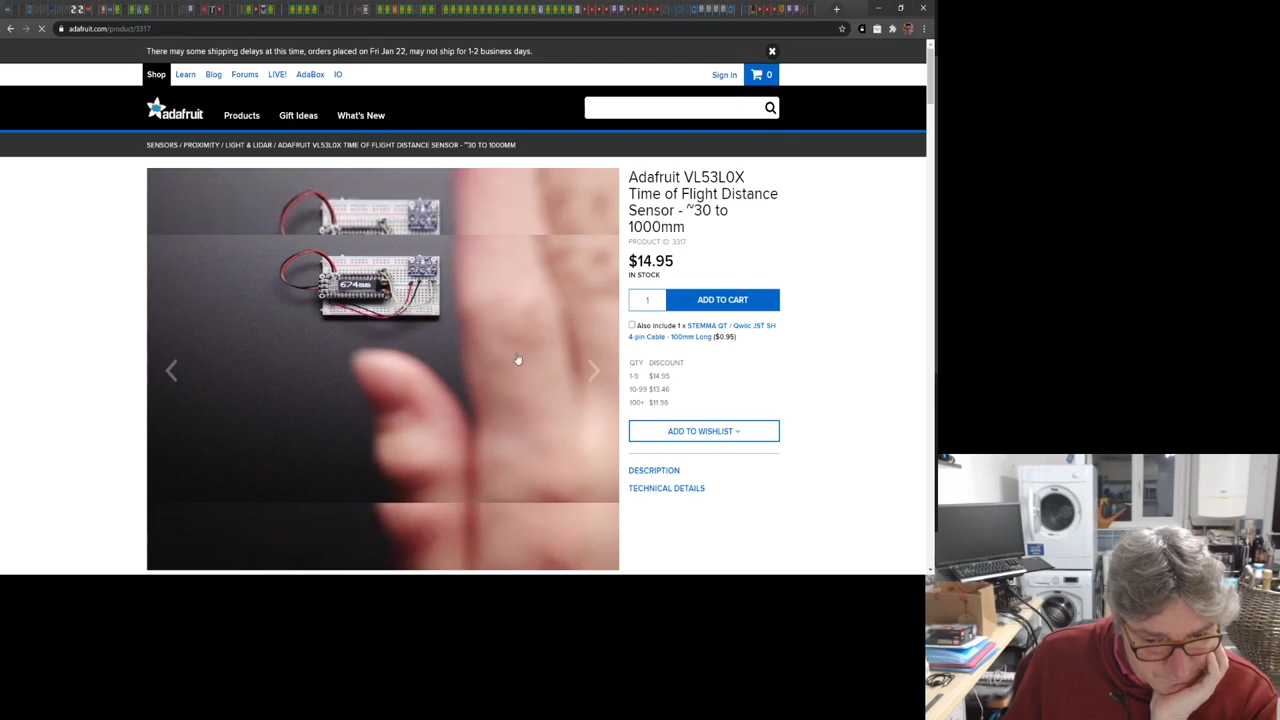 adafruit.com/product/3317
There may some shipping delays at this time, orders placed on Fri Jan 22, may not ship for 1-2 business days.
Shop Learn Blog Forums LIVE! AdaBox IO Sign In 0
adafruit Products Gift Ideas What's New
SENSORS / PROXIMITY / LIGHT & LIDAR / ADAFRUIT VL53L0X TIME OF FLIGHT DISTANCE SENSOR - ~30 TO 1000MM
674mm
Adafruit VL53L0X
Time of Flight Distance
Sensor - ~30 to
1000mm
PRODUCT ID: 3317
$14.95
IN STOCK
1 ADD TO CART
Also include 1 x STEMMA QT / Qwiic JST SH
4-pin Cable - 100mm Long ($0.95)
QTY DISCOUNT
1-9 $14.95
10-99 $13.46
100+ $11.96
ADD TO WISHLIST
DESCRIPTION
TECHNICAL DETAILS